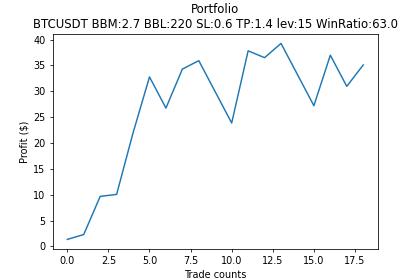 Portfolio
BTCUSDT BBM:2.7 BBL:220 SL:0.6 TP:1.4 lev:15 WinRatio:63.0
40
35
30
25
20
15
10
5
0
Profit ($)
0.0 2.5 5.0 7.5 10.0 12.5 15.0 17.5
Trade counts